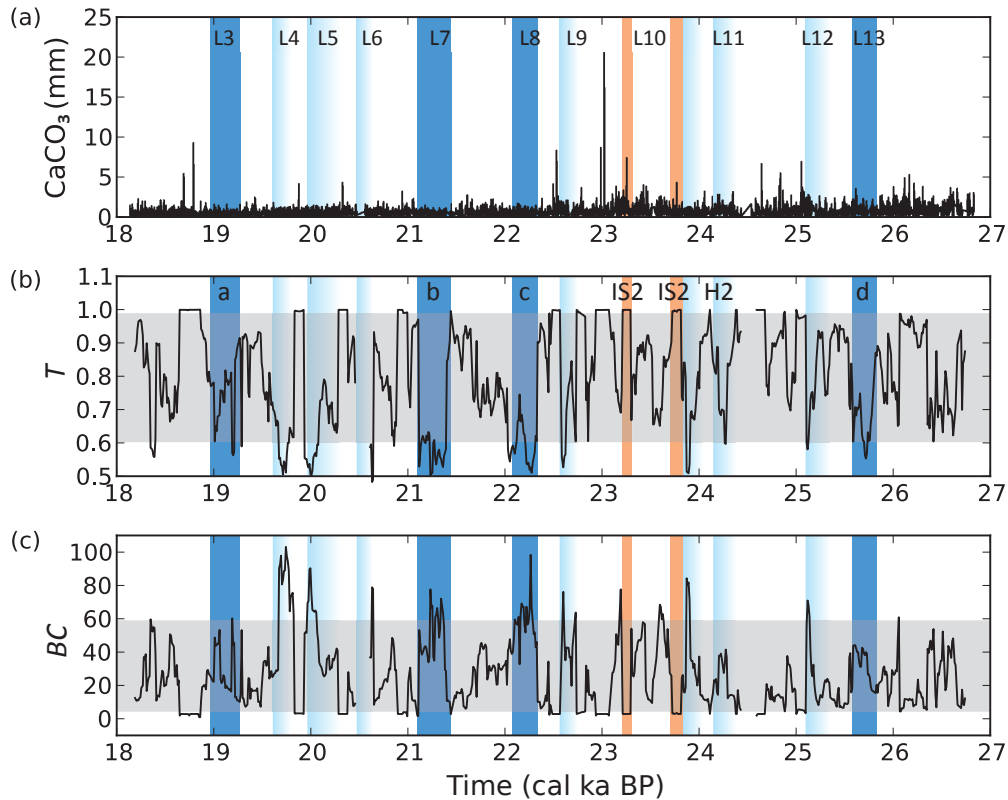 (a)
CaCO₃ (mm)
25
20
15
10
5
0
L3 L4 L5 L6 L7 L8 L9 L10 L11 L12 L13
18 19 20 21 22 23 24 25 26 27
(b)
T
1.1
1.0
0.9
0.8
0.7
0.6
0.5
a b c IS2 IS2 H2 d
18 19 20 21 22 23 24 25 26 27
(c)
BC
100
80
60
40
20
0
18 19 20 21 22 23 24 25 26 27
Time (cal ka BP)